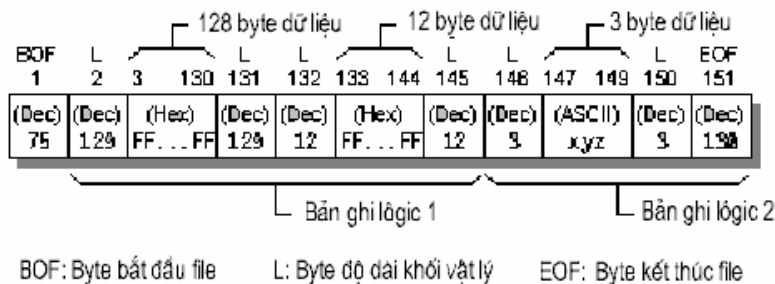 128 byte dữ liệu 12 byte dữ liệu 3 byte dữ liệu
BOF L L L L L L EOF
1 2 3 130 131 132 133 144 145 146 147 149 150 151
(Dec) (Dec) (Hex) (Dec) (Dec) (Hex) (Dec) (Dec) (ASCII) (Dec) (Dec)
75 129 FF...FF 129 12 FF...FF 12 3 xyz 3
Bản ghi lôgic 1 Bản ghi lôgic 2
BOF: Byte bắt đầu file L: Byte độ dài khối vật lý EOF: Byte kết thúc file